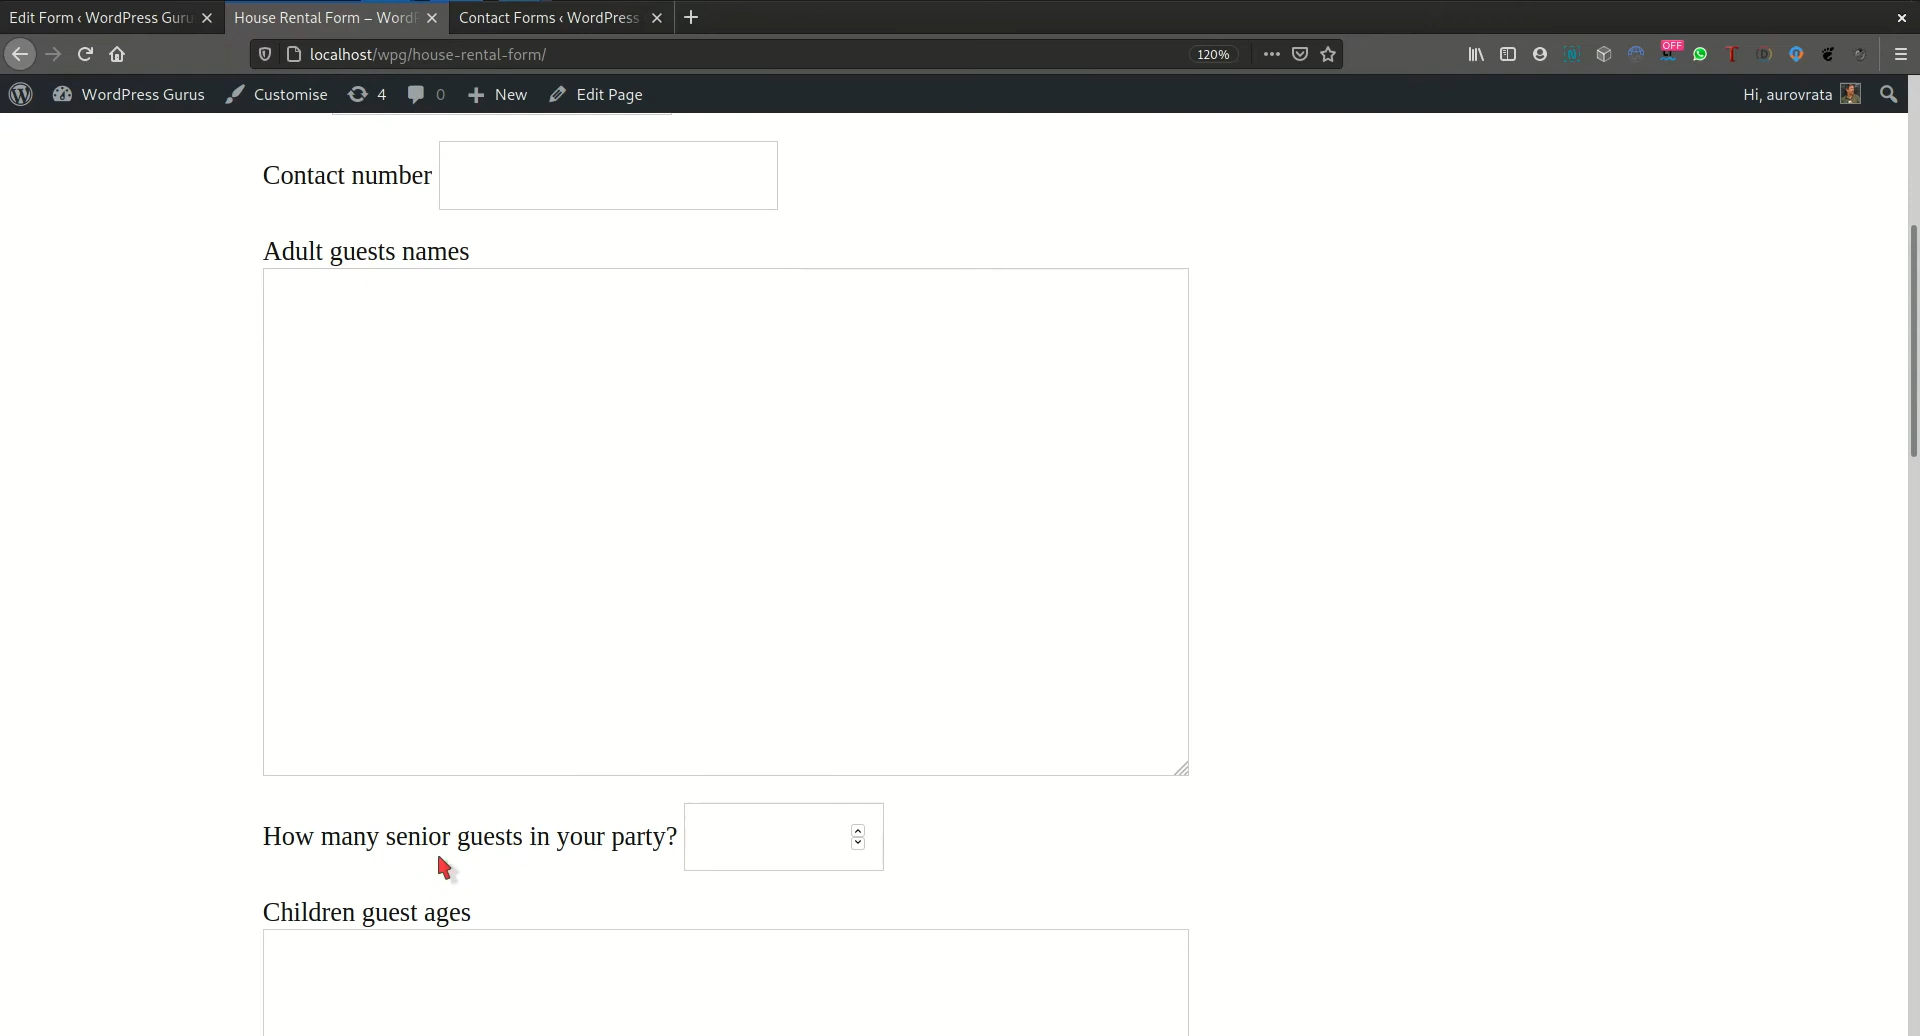 Edit Form ‹ WordPress Guru
House Rental Form – WordP
Contact Forms ‹ WordPress
localhost/wpg/house-rental-form/
120%
OFF
WordPress Gurus
Customise
4
0
New
Edit Page
Hi, aurovrata
Contact number
Adult guests names
How many senior guests in your party?
Children guest ages